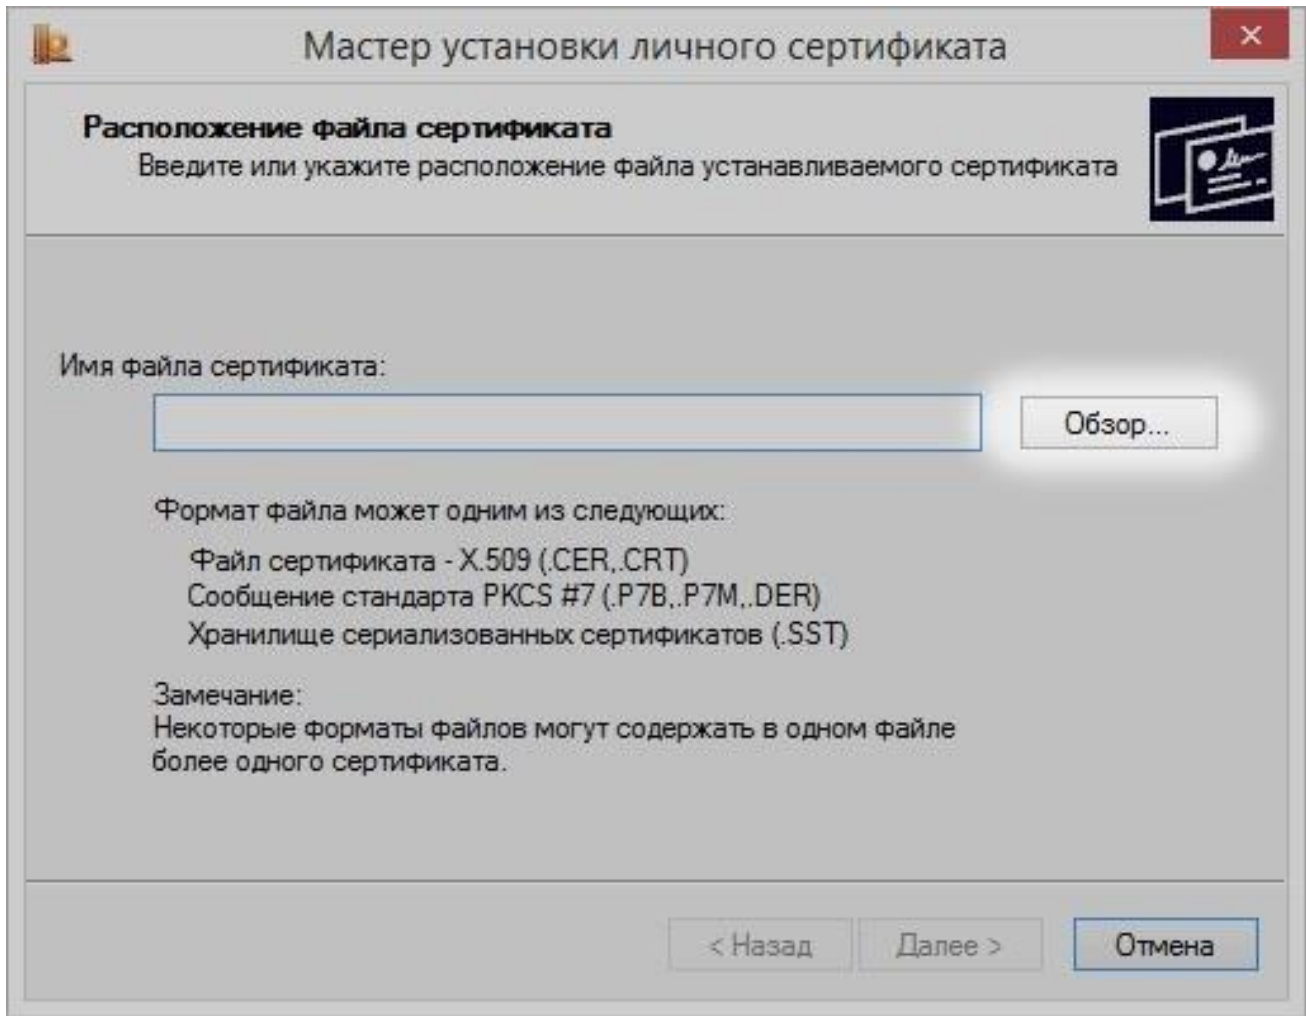 Мастер установки личного сертификата
Расположение файла сертификата
Введите или укажите расположение файла устанавливаемого сертификата
Имя файла сертификата:
Обзор...
Формат файла может одним из следующих:
Файл сертификата - X.509 (.CER,.CRT)
Сообщение стандарта PKCS #7 (.P7B,.P7M,.DER)
Хранилище сериализованных сертификатов (.SST)
Замечание:
Некоторые форматы файлов могут содержать в одном файле
более одного сертификата.
< Назад
Далее >
Отмена